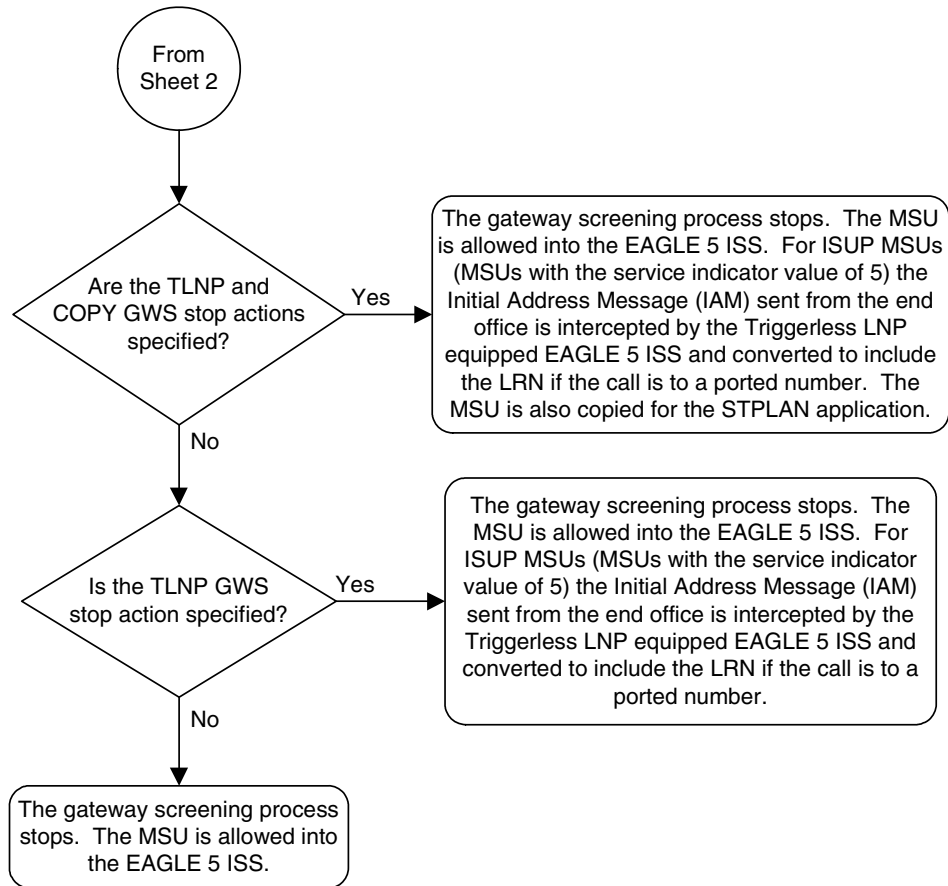 From
Sheet 2
Are the TLNP and
COPY GWS stop actions
specified?
Yes
The gateway screening process stops. The MSU
is allowed into the EAGLE 5 ISS. For ISUP MSUs
(MSUs with the service indicator value of 5) the
Initial Address Message (IAM) sent from the end
office is intercepted by the Triggerless LNP
equipped EAGLE 5 ISS and converted to include
the LRN if the call is to a ported number. The
MSU is also copied for the STPLAN application.
No
Is the TLNP GWS
stop action specified?
Yes
The gateway screening process stops. The
MSU is allowed into the EAGLE 5 ISS. For
ISUP MSUs (MSUs with the service indicator
value of 5) the Initial Address Message (IAM)
sent from the end office is intercepted by the
Triggerless LNP equipped EAGLE 5 ISS and
converted to include the LRN if the call is to a
ported number.
No
The gateway screening process
stops. The MSU is allowed into
the EAGLE 5 ISS.